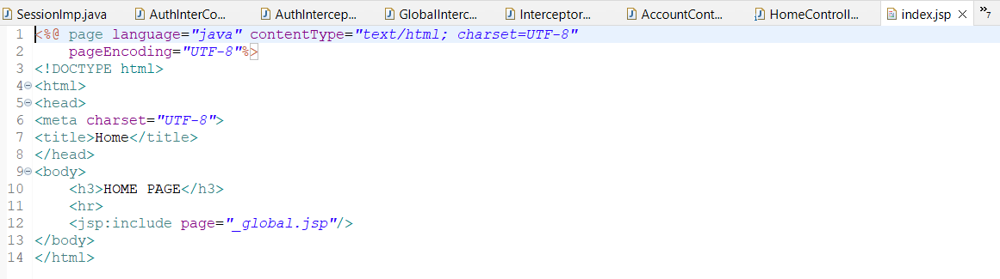 SessionImp.java AuthInterCo... AuthIntercep... GlobalInterc... Interceptor... AccountCont... HomeControll... index.jsp »7
1 <%@ page language="java" contentType="text/html; charset=UTF-8"
2     pageEncoding="UTF-8"%>
3 <!DOCTYPE html>
4 <html>
5 <head>
6 <meta charset="UTF-8">
7 <title>Home</title>
8 </head>
9 <body>
10     <h3>HOME PAGE</h3>
11     <hr>
12     <jsp:include page="_global.jsp"/>
13 </body>
14 </html>